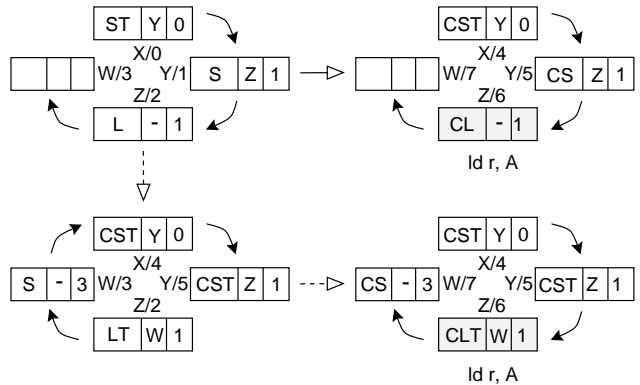 ST Y 0 CST Y 0
X/0 X/4
W/3 Y/1 S Z 1 W/7 Y/5 CS Z 1
Z/2 Z/6
L - 1 CL - 1
ld r, A
CST Y 0 CST Y 0
X/4 X/4
S - 3 W/3 Y/5 CST Z 1 CS - 3 W/7 Y/5 CST Z 1
Z/2 Z/6
LT W 1 CLT W 1
ld r, A